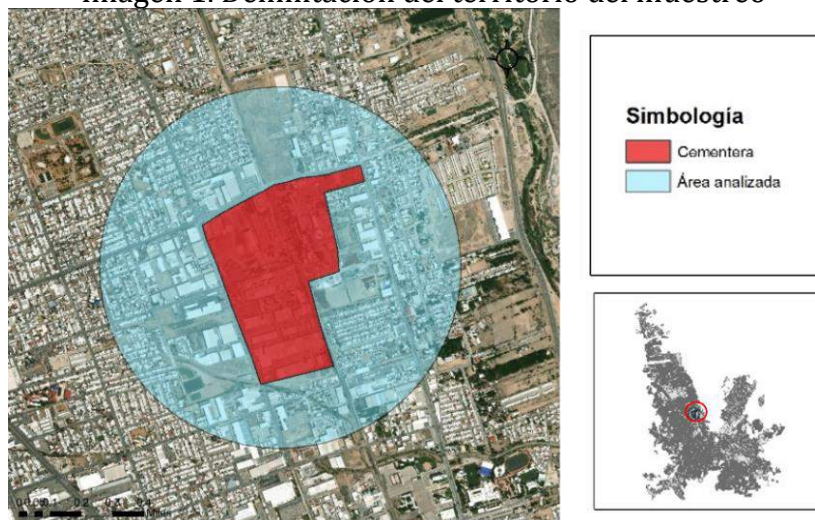 Imagen 1. Delimitación del territorio del muestreo
Simbología
Cementera
Área analizada